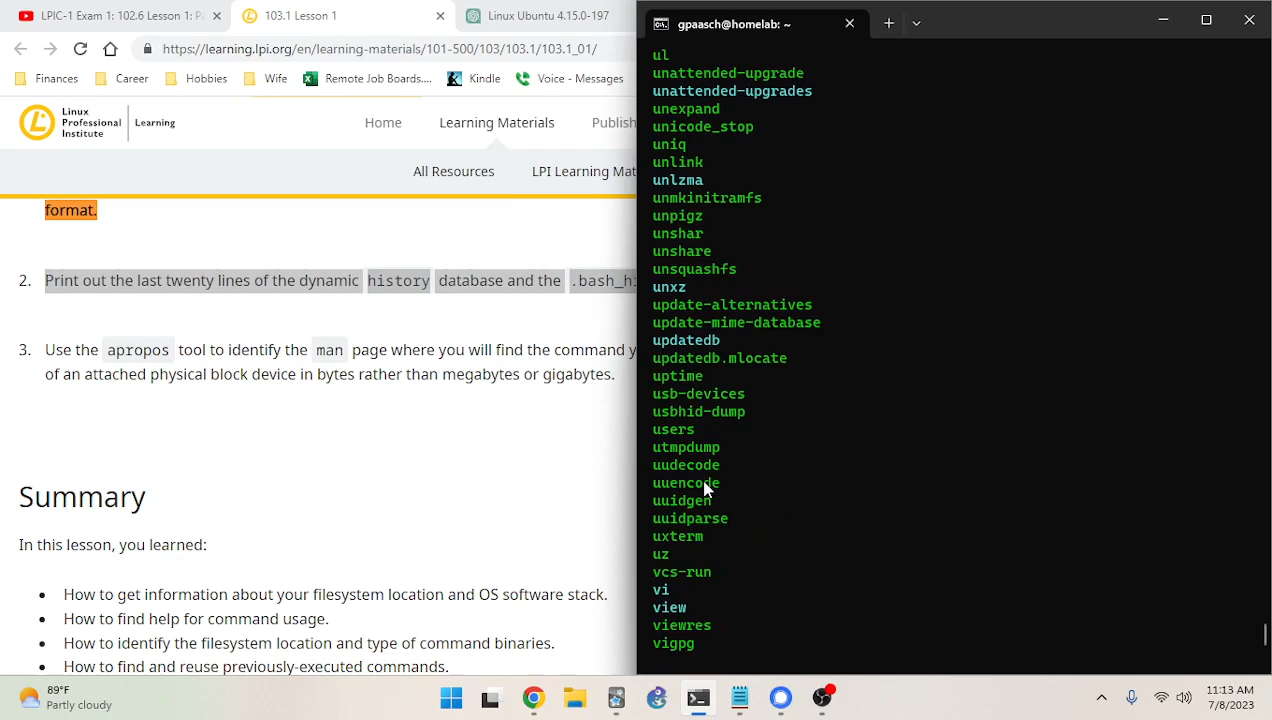 LPIC-1 Exam 1: 102.6 Lesson 1: Pa
103.1 Lesson 1
Linux Ubuntu 4.15.0-197
gpaasch@homelab: ~
https://learning.lpi.org/en/learning-materials/101-500/103/103.1/103.1_01/
Finances
Career
Hobbies
Wife
Remote Job Boards....
Kindle
Voice - Messages
Linux
Professional
Institute
Learning
Home
Learning Materials
Publish
All Resources
LPI Learning Mat
format.
2. Print out the last twenty lines of the dynamic history database and the .bash_hi
3. Use the apropos tool to identify the man page where you will find the command y
of an attached physical block device in bytes rather than megabytes or gigabytes.
Summary
In this lesson, you learned:
• How to get information about your filesystem location and OS software stack.
• How to find help for command usage.
• How to identify the filesystem location and type of command binaries.
• How to find and reuse previously-executed commands.
ul
unattended-upgrade
unattended-upgrades
unexpand
unicode_stop
uniq
unlink
unlzma
unmkinitramfs
unpigz
unshar
unshare
unsquashfs
unxz
update-alternatives
update-mime-database
updatedb
updatedb.mlocate
uptime
usb-devices
usbhid-dump
users
utmpdump
uudecode
uuencode
uuidgen
uuidparse
uxterm
uz
vcs-run
vi
view
viewres
vigpg
89°F
Partly cloudy
11:13 AM
7/8/2023